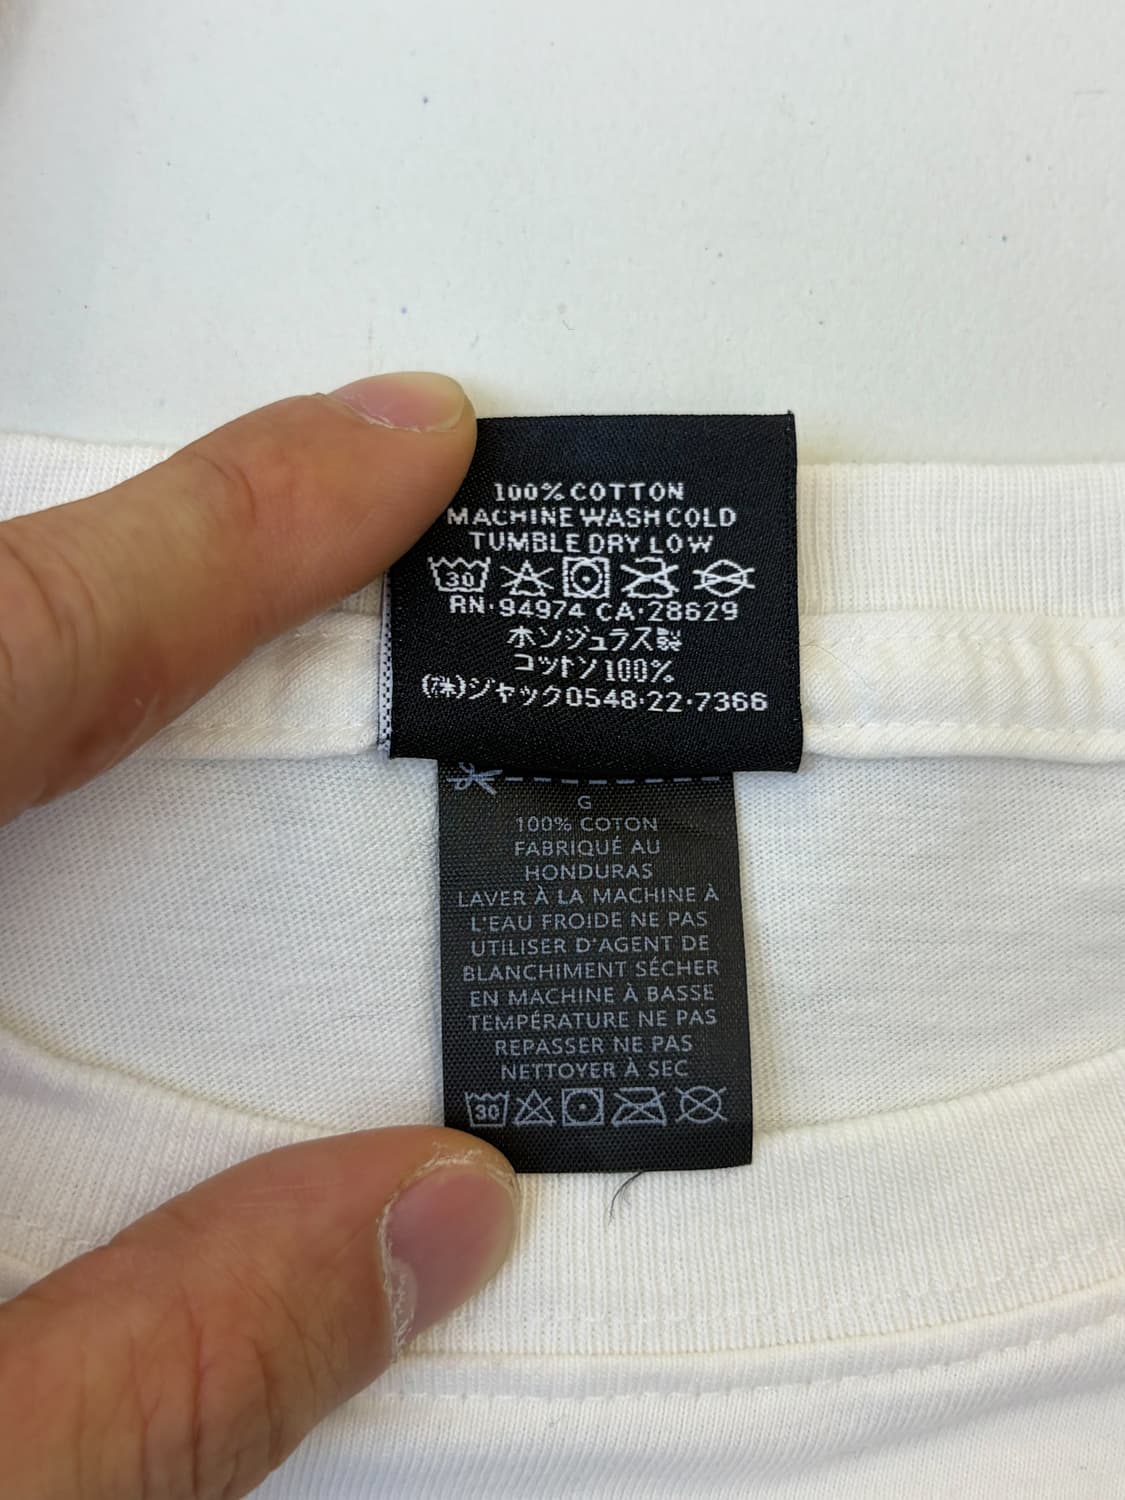 100% COTTON
MACHINE WASH COLD
TUMBLE DRY LOW
30
RN·94974 CA·28629
ホンジュラス製
コットン100%
(株)ジャック0548·22·7366
G
100% COTON
FABRIQUÉ AU
HONDURAS
LAVER À LA MACHINE À
L'EAU FROIDE NE PAS
UTILISER D'AGENT DE
BLANCHIMENT SÉCHER
EN MACHINE À BASSE
TEMPÉRATURE NE PAS
REPASSER NE PAS
NETTOYER À SEC
30